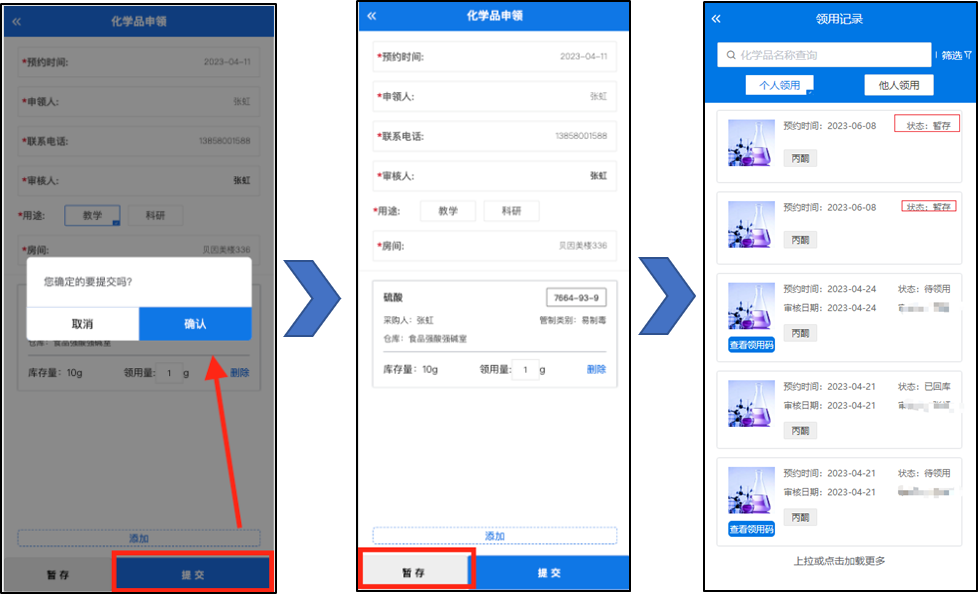 化学品申领
*预约时间:
2023-04-11
*申领人:
张虹
*联系电话:
13858001588
*审核人:
张虹
*用途:
教学
科研
*房间:
贝因美楼336
您确定的要提交吗?
取消
确认
仓库: 食品强酸强碱室
库存量: 10g
领用量: 1 g
删除
添加
暂存
提交
化学品申领
*预约时间:
2023-04-11
*申领人:
张虹
*联系电话:
13858001588
*审核人:
张虹
*用途:
教学
科研
*房间:
贝因美楼336
硫酸
7664-93-9
采购人: 张虹
管制类别: 易制毒
仓库: 食品强酸强碱室
库存量: 10g
领用量: 1 g
删除
添加
暂存
提交
领用记录
化学品名称查询
筛选
个人领用
他人领用
预约时间: 2023-06-08
状态: 暂存
丙酮
预约时间: 2023-06-08
状态: 暂存
丙酮
预约时间: 2023-04-24
状态: 待领用
审核日期: 2023-04-24
丙酮
查看领用码
预约时间: 2023-04-21
状态: 已回库
审核日期: 2023-04-21
丙酮
预约时间: 2023-04-21
状态: 待领用
审核日期: 2023-04-21
丙酮
查看领用码
上拉或点击加载更多